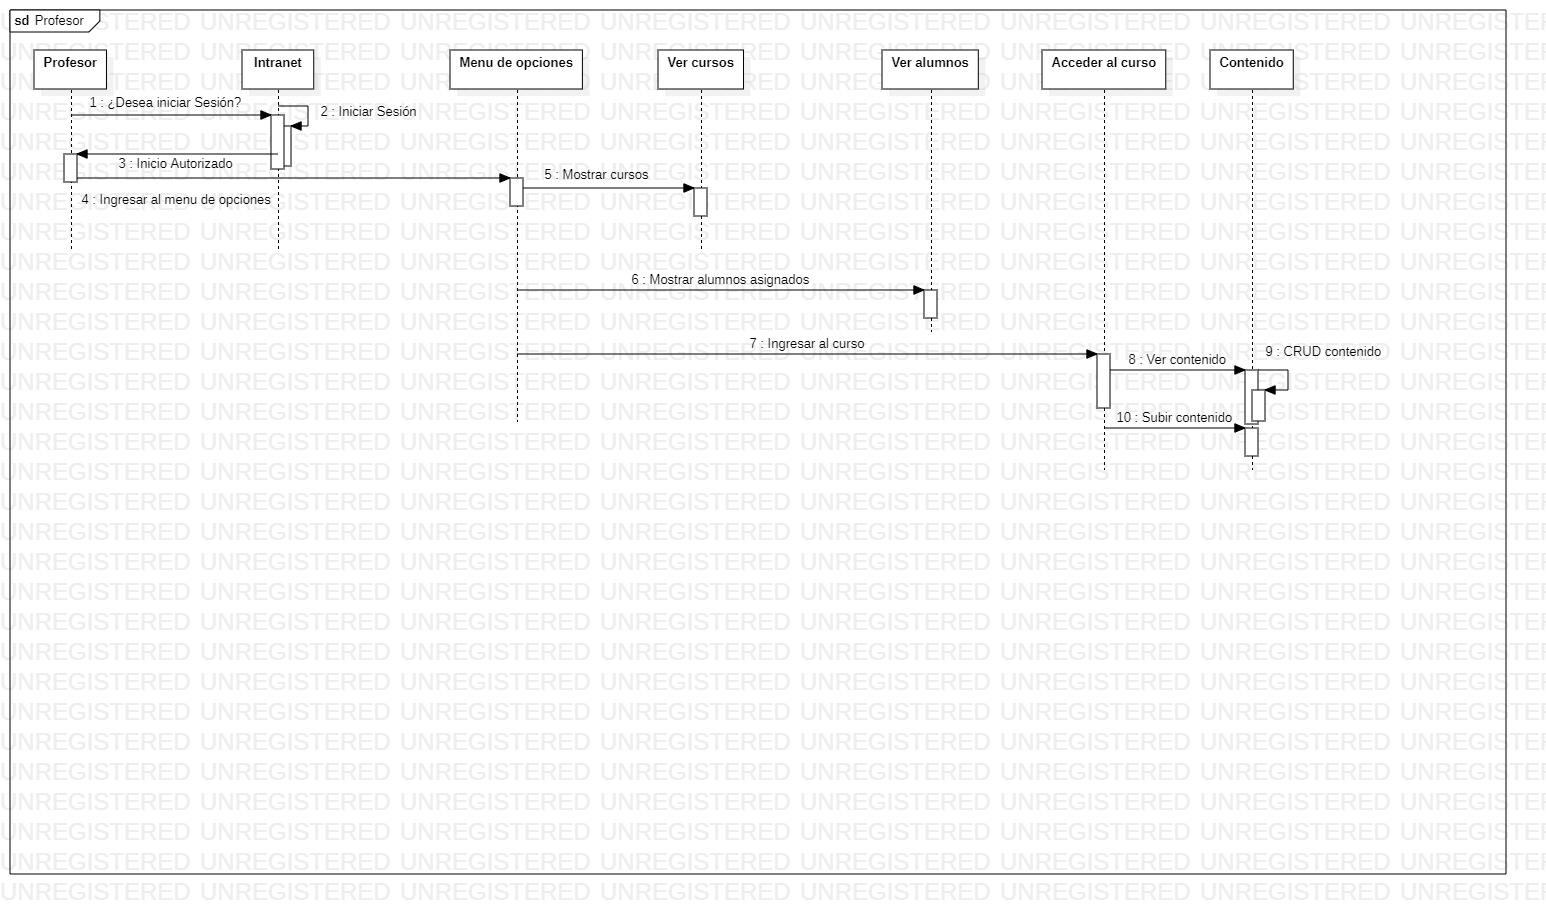 sd Profesor
Profesor
Intranet
Menu de opciones
Ver cursos
Ver alumnos
Acceder al curso
Contenido
1 : ¿Desea iniciar Sesión?
2 : Iniciar Sesión
3 : Inicio Autorizado
4 : Ingresar al menu de opciones
5 : Mostrar cursos
6 : Mostrar alumnos asignados
7 : Ingresar al curso
8 : Ver contenido
9 : CRUD contenido
10 : Subir contenido
UNREGISTERED